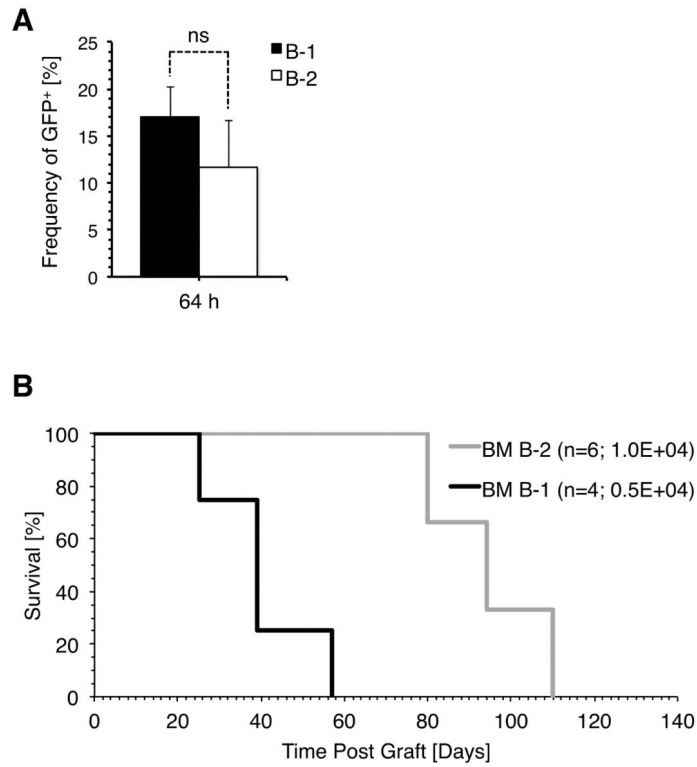 A
ns
B-1
B-2
Frequency of GFP⁺ [%]
25
20
15
10
5
0
64 h
B
Survival [%]
100
80
60
40
20
0
BM B-2 (n=6; 1.0E+04)
BM B-1 (n=4; 0.5E+04)
0 20 40 60 80 100 120 140
Time Post Graft [Days]